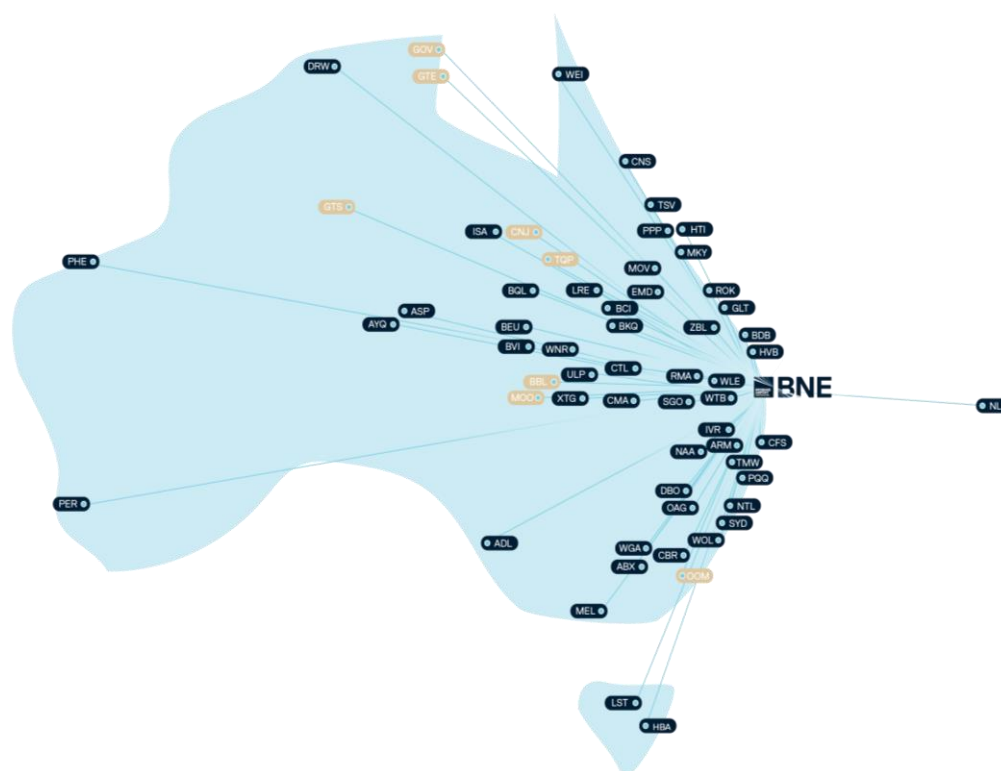 GOV
DRW
WEI
GTE
CNS
TSV
GTS
HTI
PPP
ISA
CNJ
MKY
TQP
PHE
MOV
BQL
LRE
EMD
ROK
BCI
GLT
ASP
AYQ
BEU
BKQ
ZBL
BDB
BVI
WNR
HVB
CTL
ULP
RMA
WLE
BBL
BNE
MOO
XTG
CMA
SGO
WTB
NL
IVR
CFS
ARM
NAA
TMW
PQQ
DBO
PER
OAG
NTL
SYD
WOL
ADL
WGA
CBR
ABX
OOM
MEL
LST
HBA